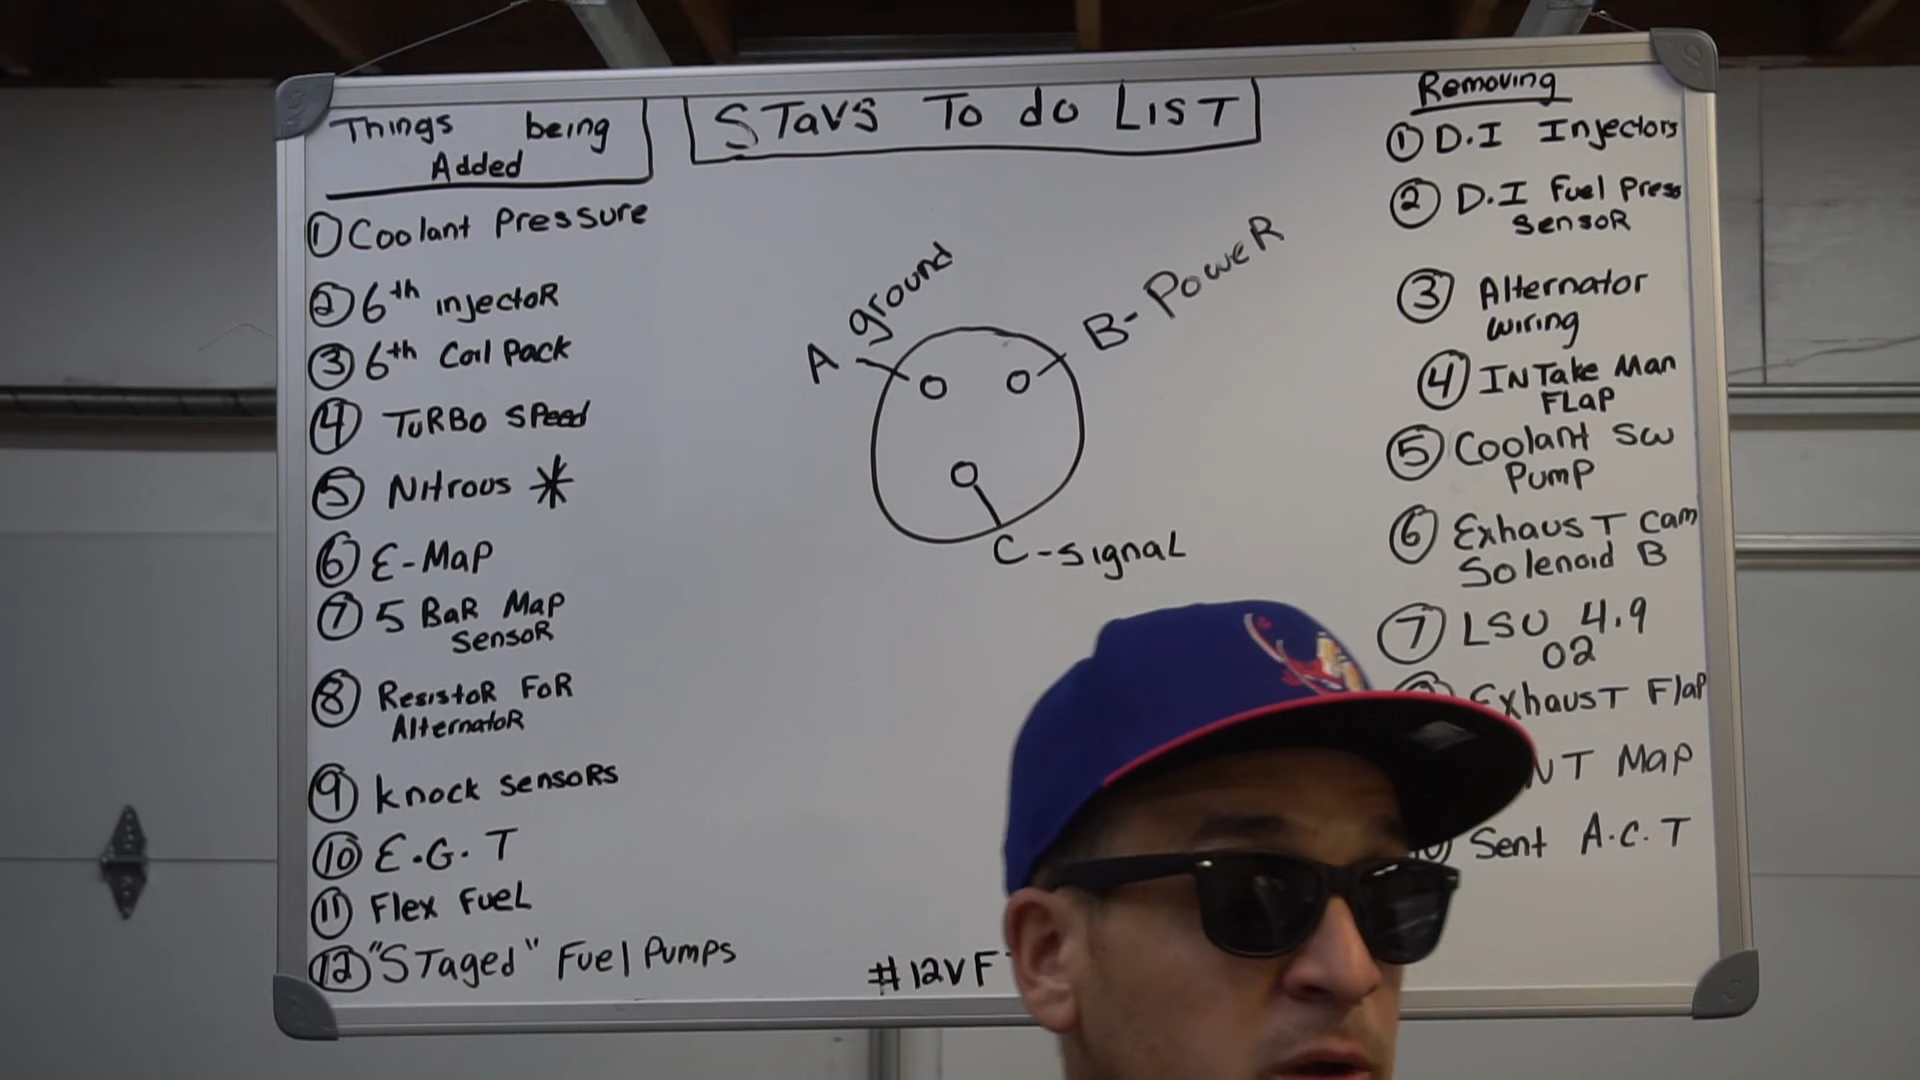 Things being
Added
① Coolant Pressure
② 6th injectoR
③ 6th Coil Pack
④ TuRBo SPeed
⑤ Nitrous *
⑥ E-MaP
⑦ 5 BaR MaP
SensoR
⑧ ResistoR FoR
AlternatoR
⑨ Knock SensoRs
⑩ E.G.T
⑪ Flex FueL
⑫ "STaged" Fuel Pumps
STavs To do LisT
A ground
B-PoweR
C-signaL
#12VF
Removing
① D.I Injectors
② D.I Fuel Press
SensoR
③ Alternator
wiring
④ INTake Man
FLaP
⑤ Coolant Sw
PumP
⑥ ExhausT Cam
Solenoid B
⑦ LSU 4.9
O2
ExhausT FlaP
NT MaP
Sent A.C.T